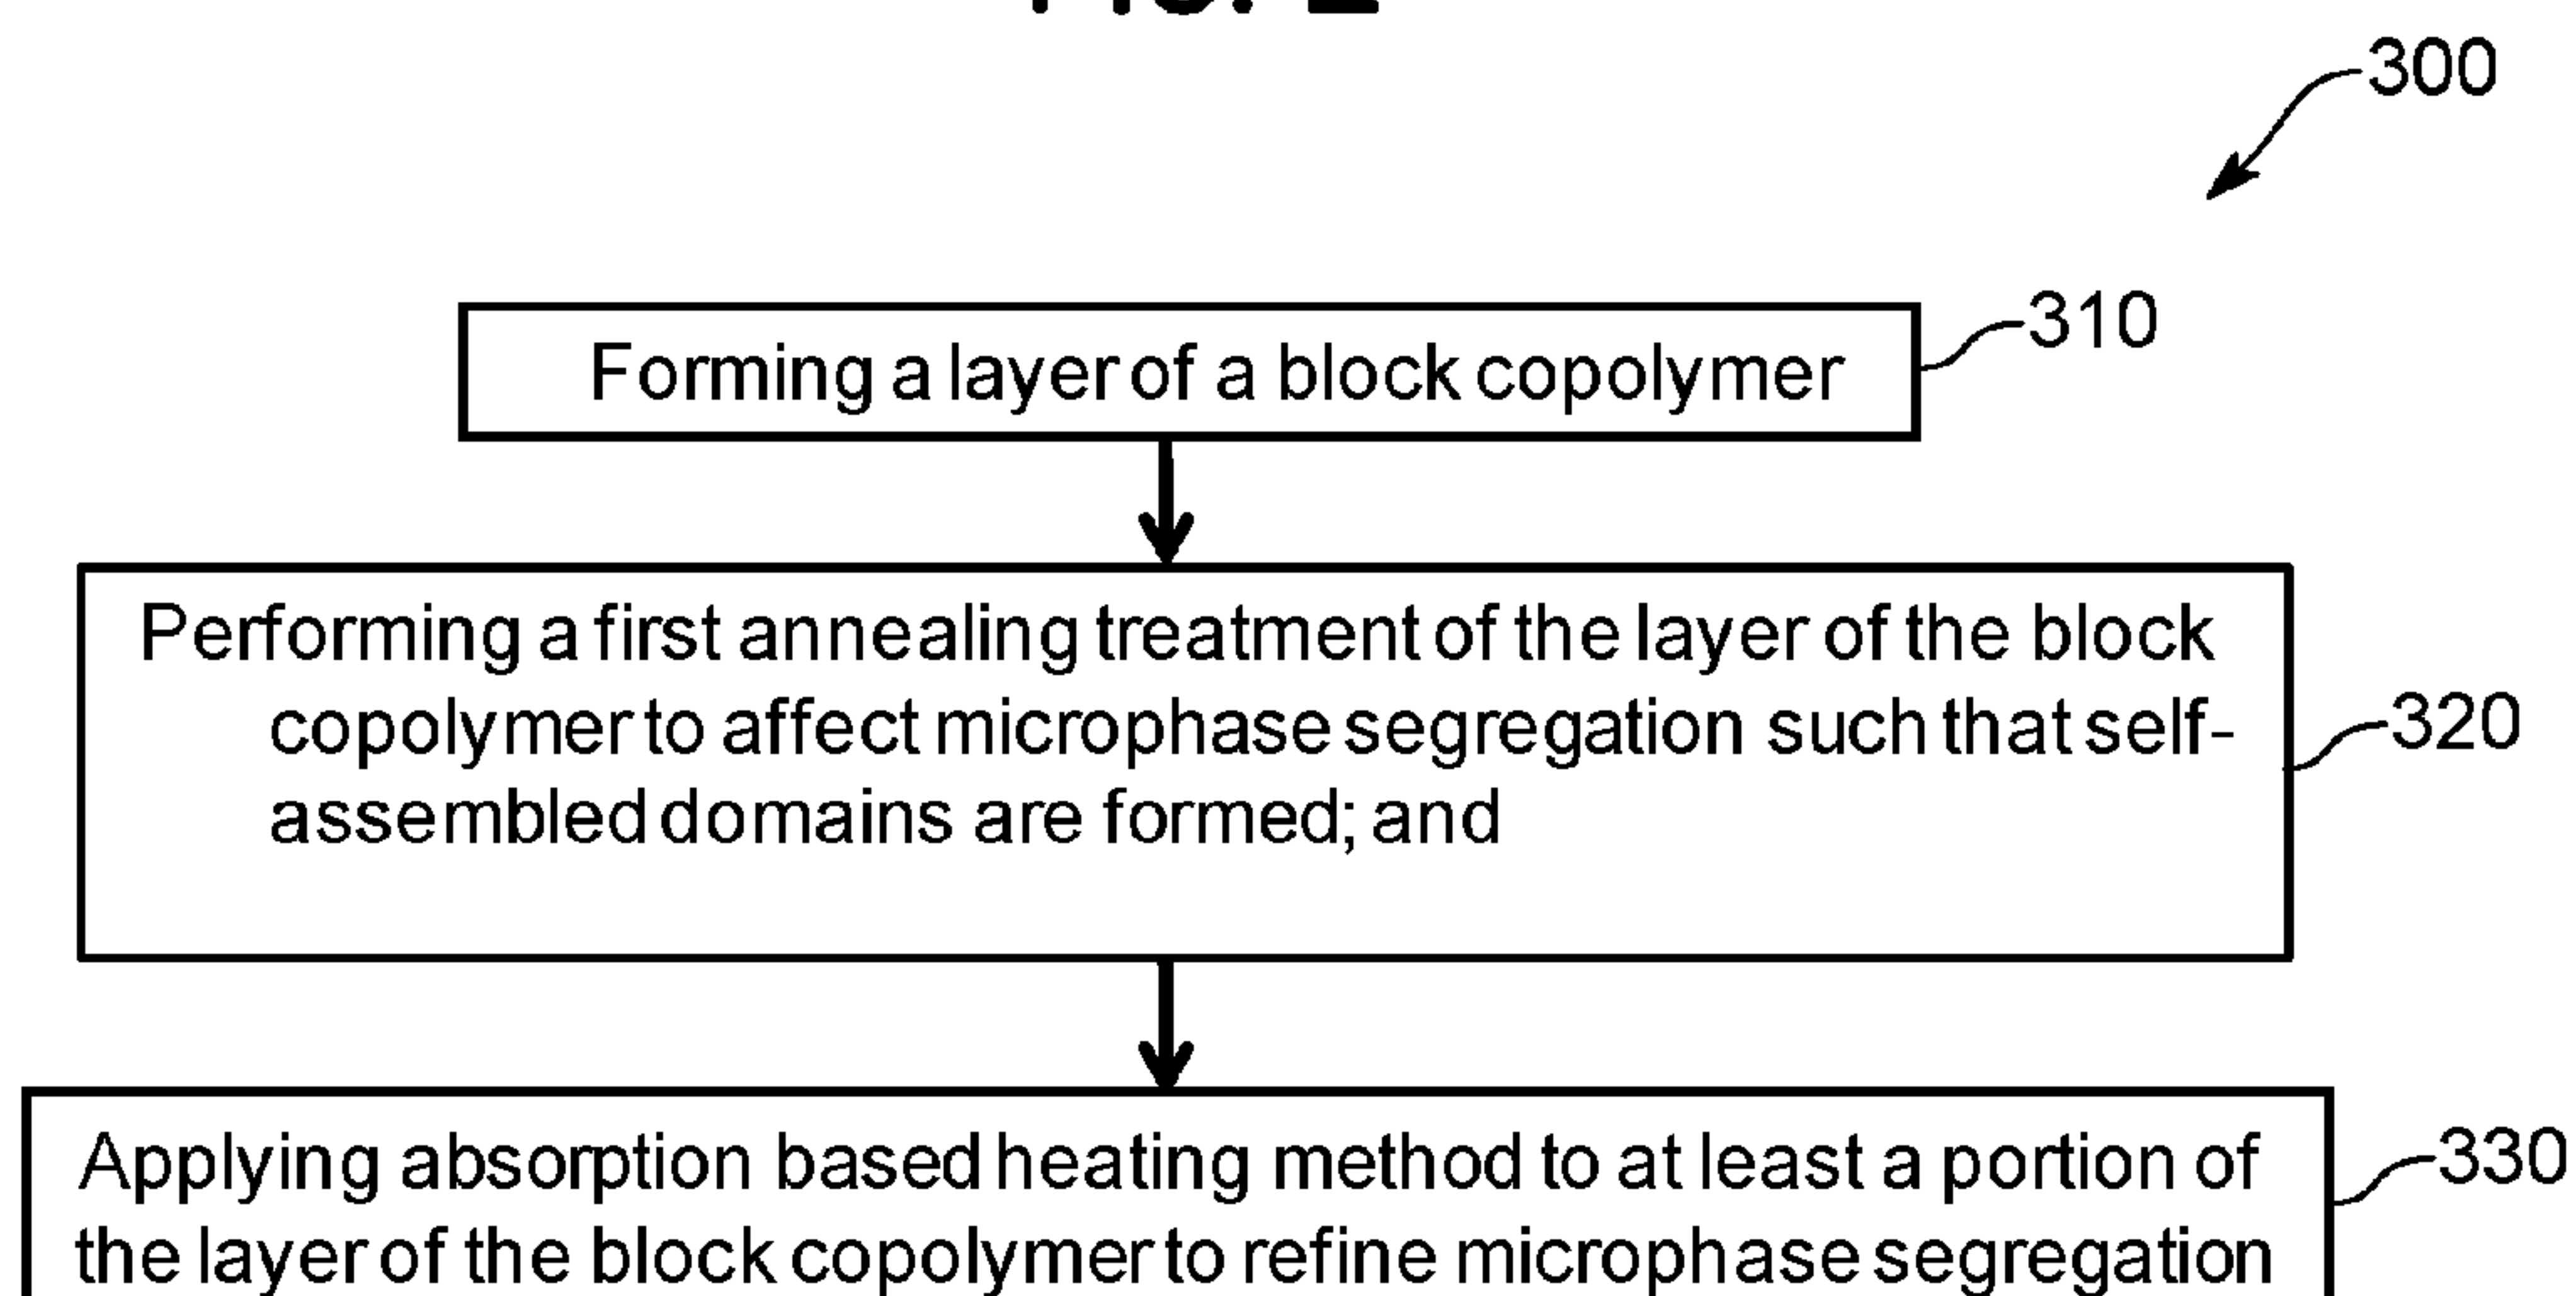 300
310
Forming a layer of a block copolymer
Performing a first annealing treatment of the layer of the block
copolymer to affect microphase segregation such that self-
assembled domains are formed; and
320
Applying absorption based heating method to at least a portion of
330
the layer of the block copolymer to refine microphase segregation